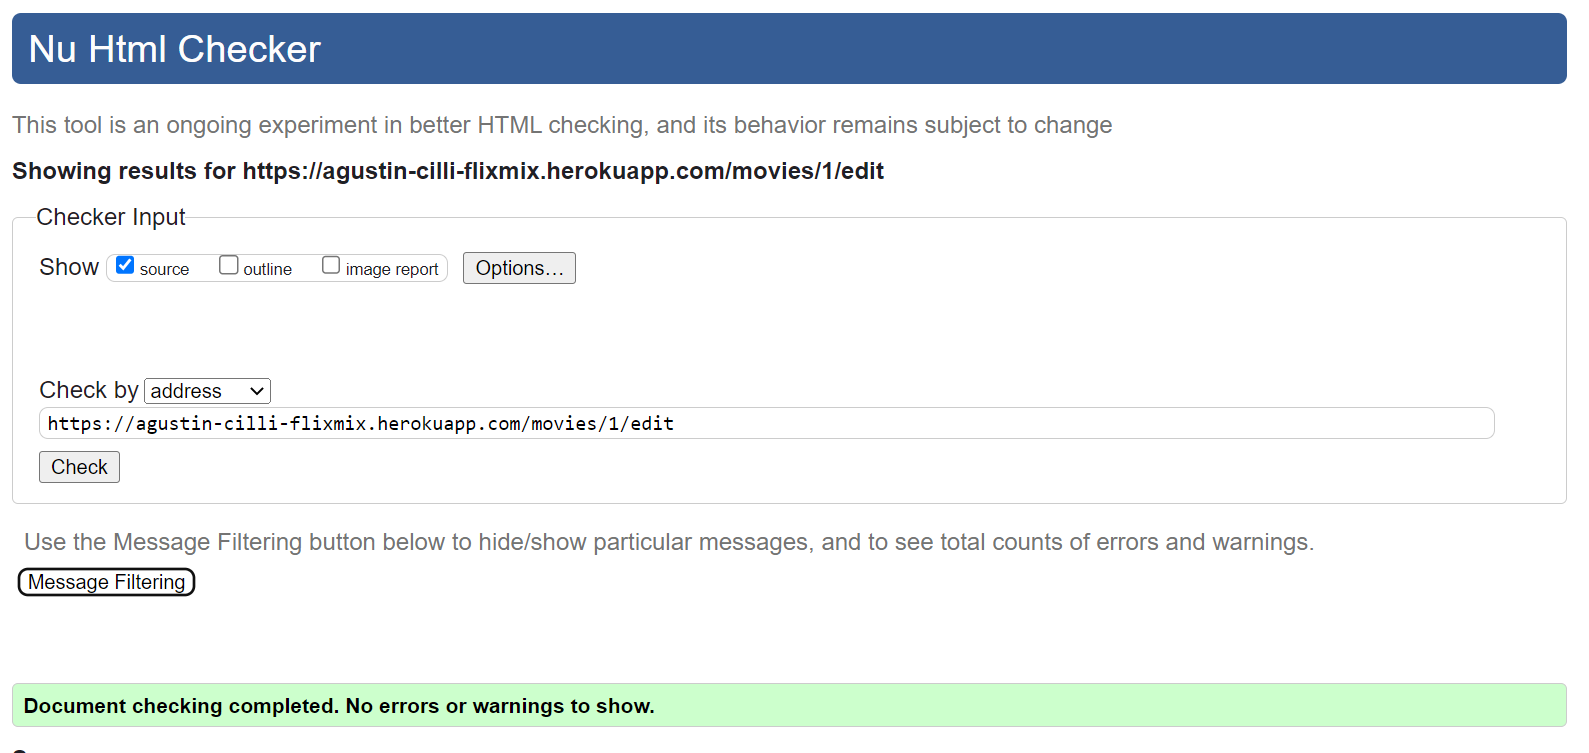 Nu Html Checker
This tool is an ongoing experiment in better HTML checking, and its behavior remains subject to change
Showing results for https://agustin-cilli-flixmix.herokuapp.com/movies/1/edit
Checker Input
Show source outline image report Options…
Check by address
https://agustin-cilli-flixmix.herokuapp.com/movies/1/edit
Check
Use the Message Filtering button below to hide/show particular messages, and to see total counts of errors and warnings.
Message Filtering
Document checking completed. No errors or warnings to show.